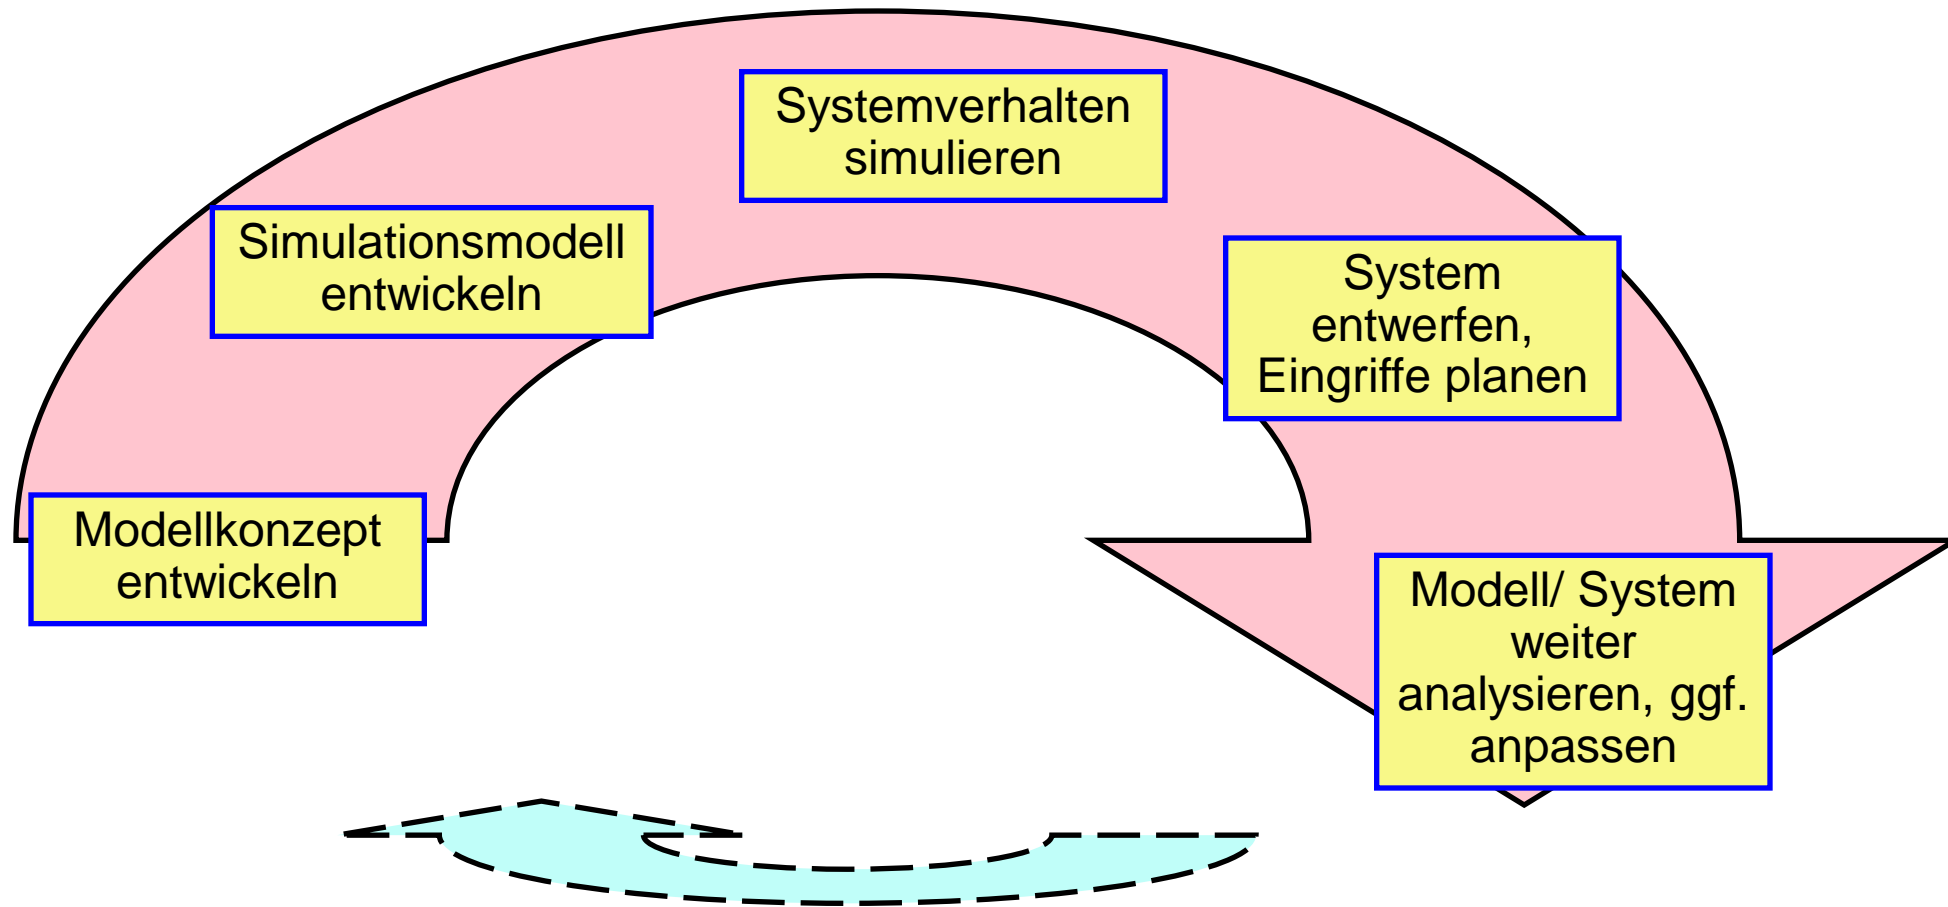 Modellkonzept
entwickeln
Simulationsmodell
entwickeln
Systemverhalten
simulieren
System
entwerfen,
Eingriffe planen
Modell/ System
weiter
analysieren, ggf.
anpassen